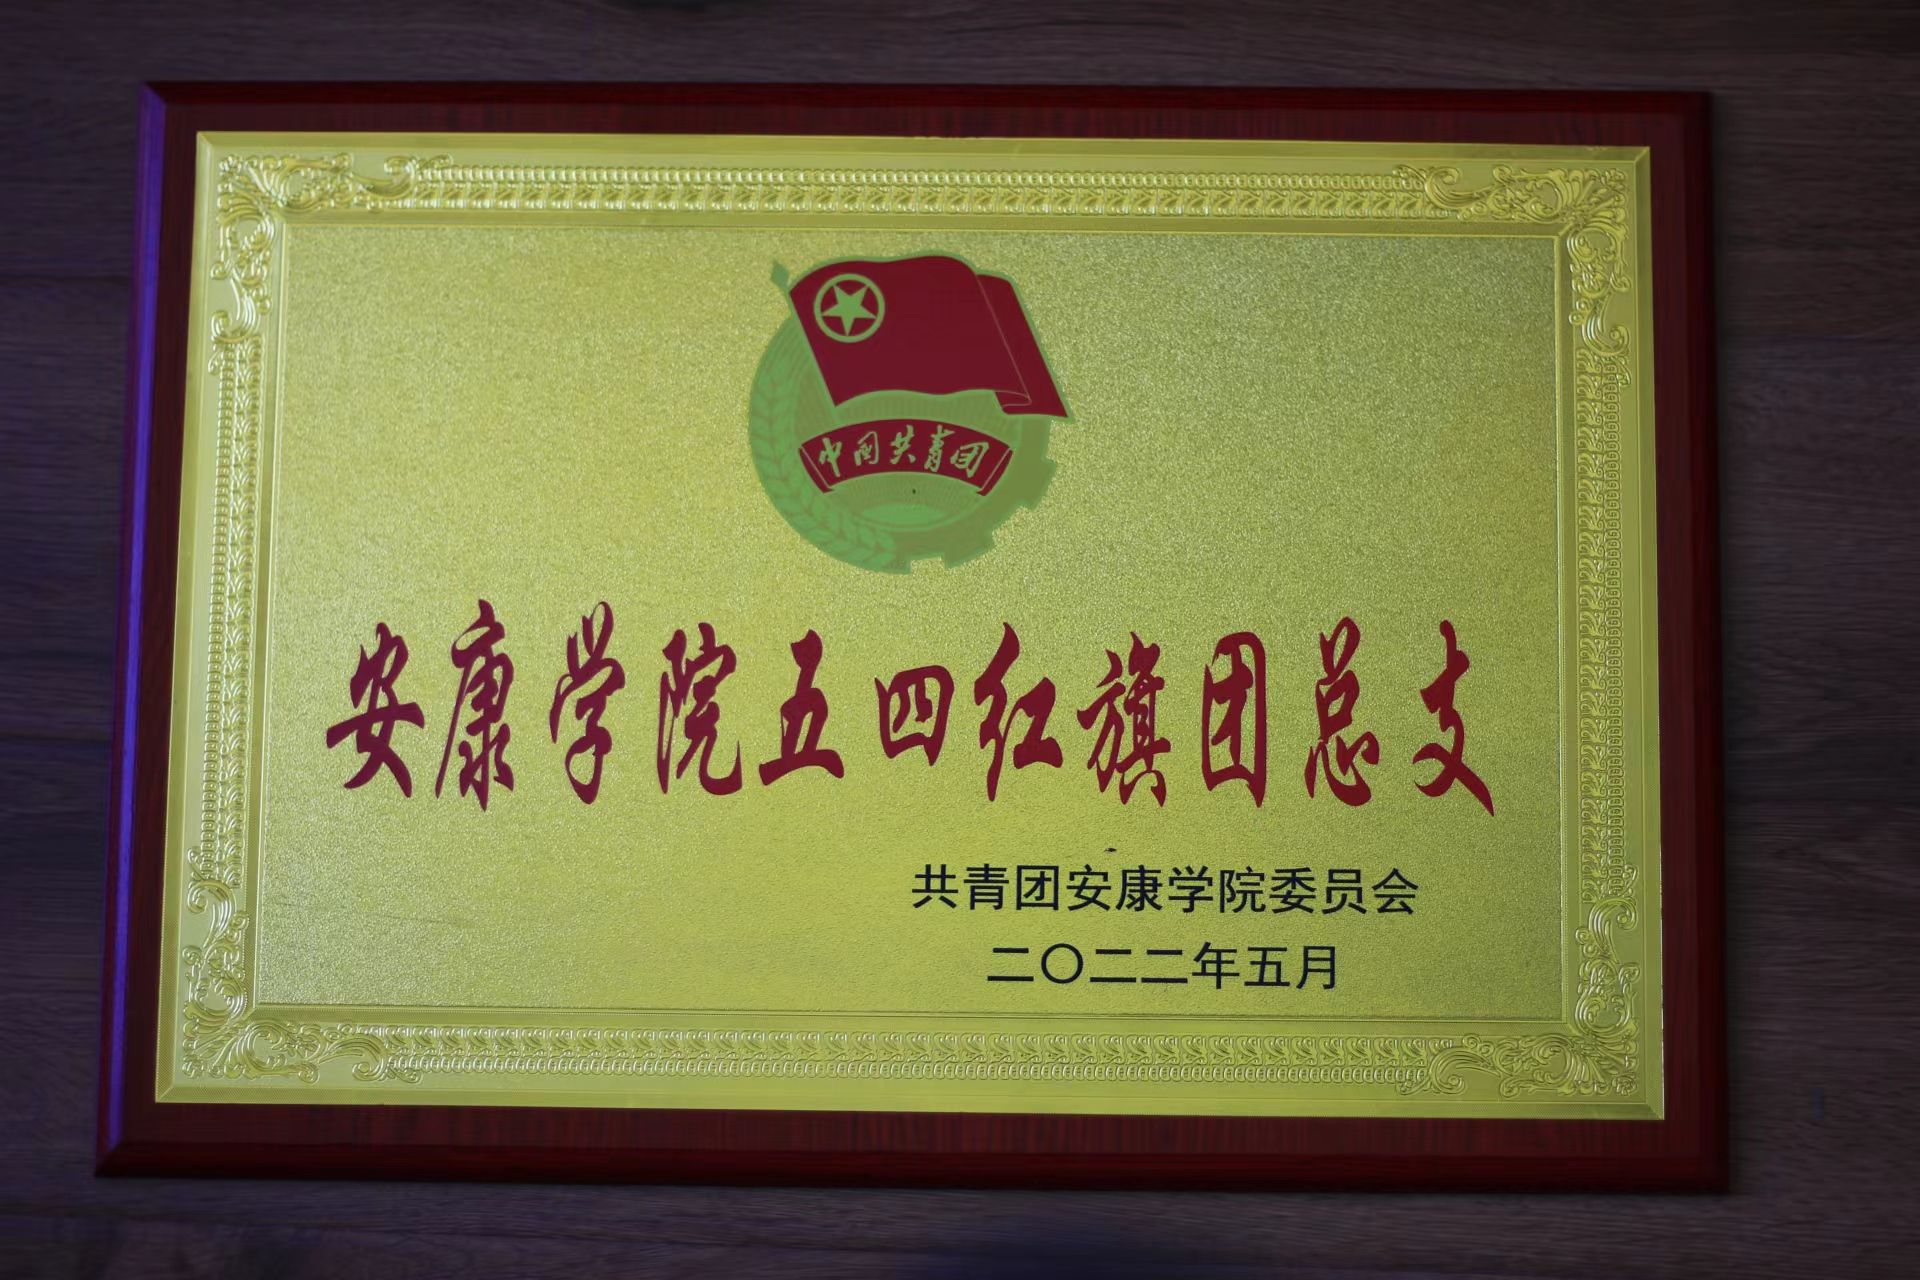 中国共青团
安康学院五四红旗团总支
共青团安康学院委员会
二〇二二年五月